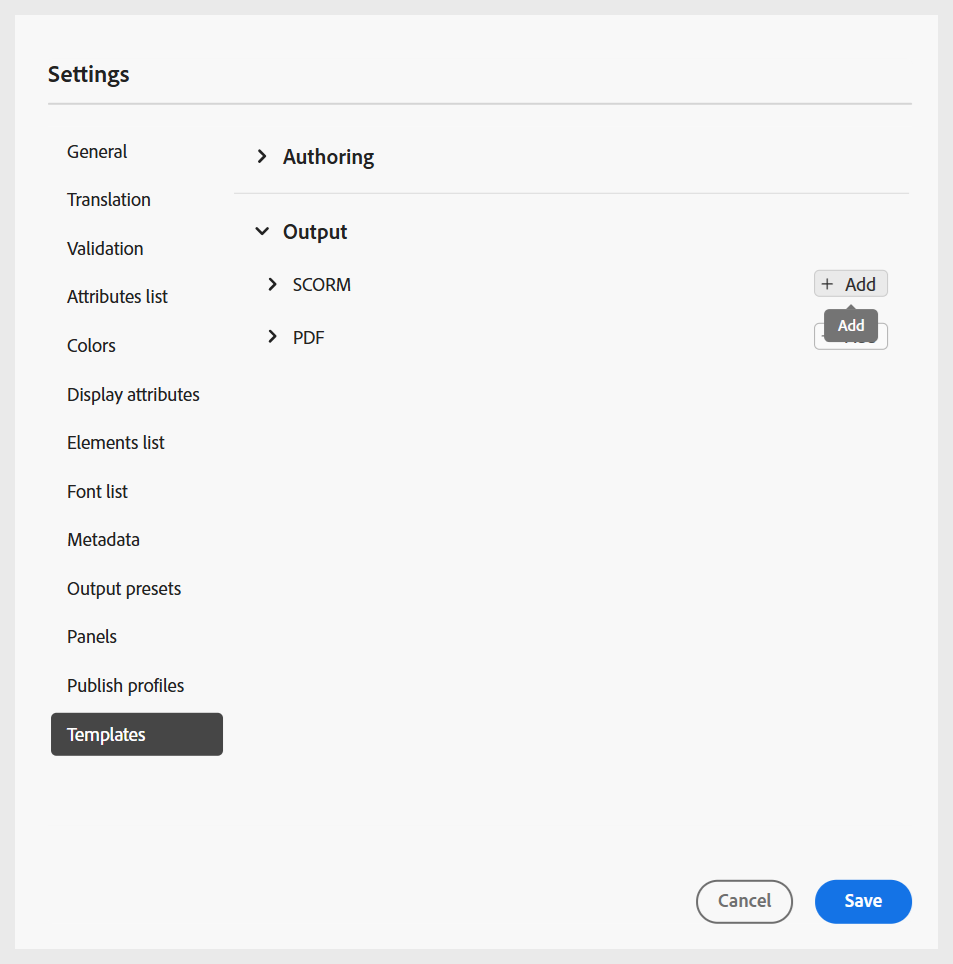 Settings
General
Translation
Validation
Attributes list
Colors
Display attributes
Elements list
Font list
Metadata
Output presets
Panels
Publish profiles
Templates
Authoring
Output
SCORM
+ Add
Add
PDF
Cancel
Save